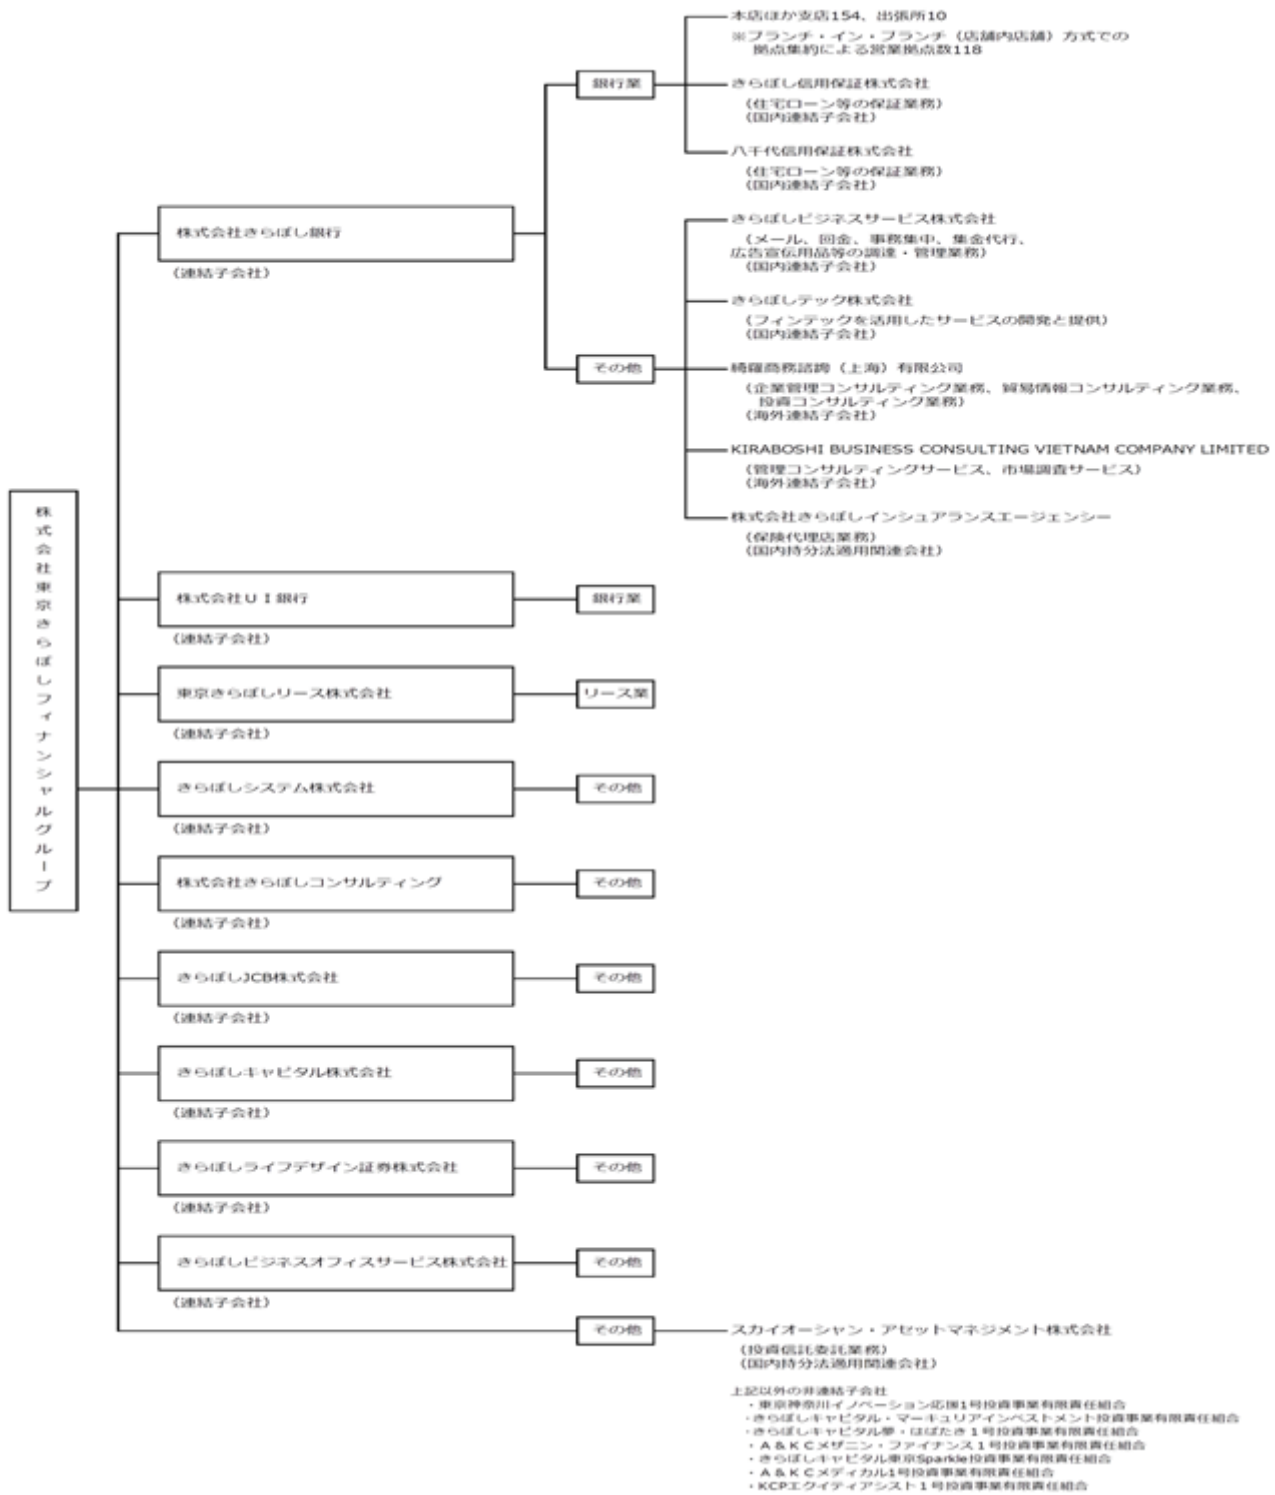 株式会社東京きらぼしフィナンシャルグループ
株式会社きらぼし銀行
（連結子会社）
銀行業
本店ほか支店154、出張所10
※ブランチ・イン・ブランチ（店舗内店舗）方式での
拠点集約による営業拠点数118
きらぼし信用保証株式会社
（住宅ローン等の保証業務）
（国内連結子会社）
八千代信用保証株式会社
（住宅ローン等の保証業務）
（国内連結子会社）
その他
きらぼしビジネスサービス株式会社
（メール、回金、事務集中、集金代行、
広告宣伝用品等の調達・管理業務）
（国内連結子会社）
きらぼしテック株式会社
（フィンテックを活用したサービスの開発と提供）
（国内連結子会社）
綺羅商務諮詢（上海）有限公司
（企業管理コンサルティング業務、貿易情報コンサルティング業務、
投資コンサルティング業務）
（海外連結子会社）
KIRABOSHI BUSINESS CONSULTING VIETNAM COMPANY LIMITED
（管理コンサルティングサービス、市場調査サービス）
（海外連結子会社）
株式会社きらぼしインシュアランスエージェンシー
（保険代理店業務）
（国内持分法適用関連会社）
株式会社ＵＩ銀行
（連結子会社）
銀行業
東京きらぼしリース株式会社
（連結子会社）
リース業
きらぼしシステム株式会社
（連結子会社）
その他
株式会社きらぼしコンサルティング
（連結子会社）
その他
きらぼしJCB株式会社
（連結子会社）
その他
きらぼしキャピタル株式会社
（連結子会社）
その他
きらぼしライフデザイン証券株式会社
（連結子会社）
その他
きらぼしビジネスオフィスサービス株式会社
（連結子会社）
その他
その他
スカイオーシャン・アセットマネジメント株式会社
（投資信託委託業務）
（国内持分法適用関連会社）
上記以外の非連結子会社
・東京神奈川イノベーション応援1号投資事業有限責任組合
・きらぼしキャピタル・マーキュリアインベストメント投資事業有限責任組合
・きらぼしキャピタル夢・はばたき１号投資事業有限責任組合
・Ａ＆ＫＣメザニン・ファイナンス１号投資事業有限責任組合
・きらぼしキャピタル東京Sparkle投資事業有限責任組合
・Ａ＆ＫＣメディカル1号投資事業有限責任組合
・KCPエクイティアシスト１号投資事業有限責任組合